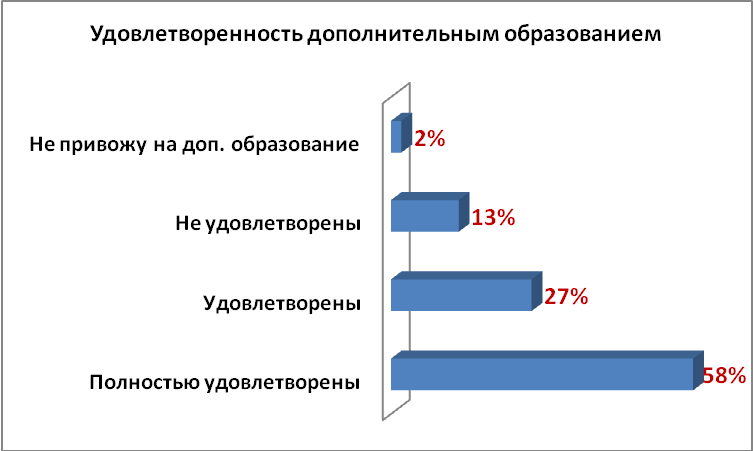 Удовлетворенность дополнительным образованием
Не привожу на доп. образование
2%
Не удовлетворены
13%
Удовлетворены
27%
Полностью удовлетворены
58%